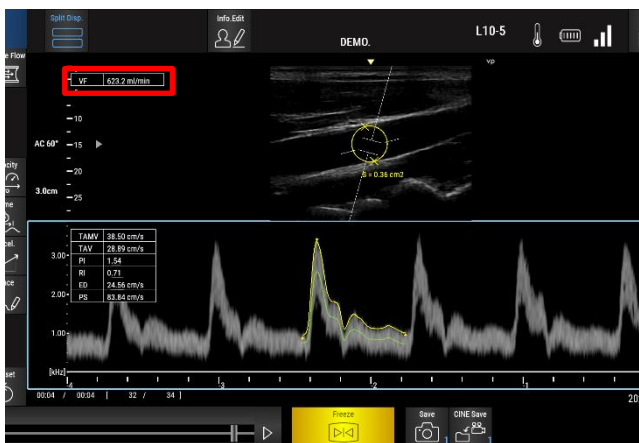 Split Disp.
Info.Edit
DEMO.
L10-5
e Flow
vp
VF 623.2 ml/min
10
AC 60° 15
20
3.0cm 25
S = 0.36 cm2
ocity
me
cel.
ace
set
TAMV 38.50 cm/s
TAV 28.89 cm/s
PI 1.54
RI 0.71
ED 24.56 cm/s
PS 83.84 cm/s
3.00
2.00
1.00
[kHz]
4 3 2 1
00:04 / 00:04 [ 32 / 34 ]
20
Freeze
Save
CINE Save
1
1